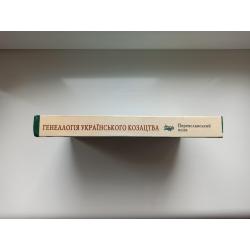 ГЕНЕАЛОГІЯ УКРАЇНСЬКОГО КОЗАЦТВА
Переяславський
полк